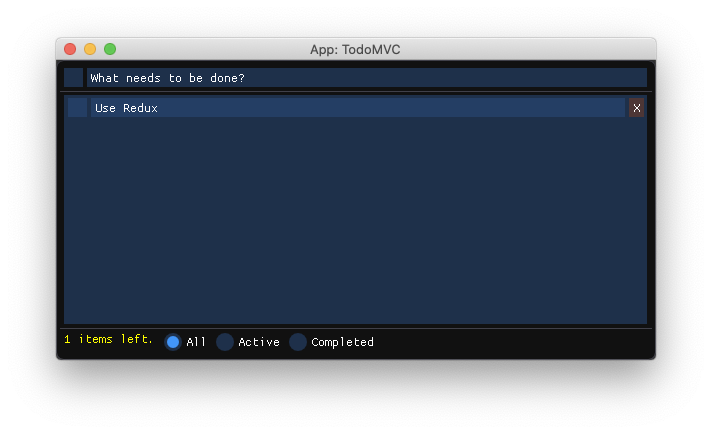 App: TodoMVC
What needs to be done?
Use Redux X
1 items left. All Active Completed